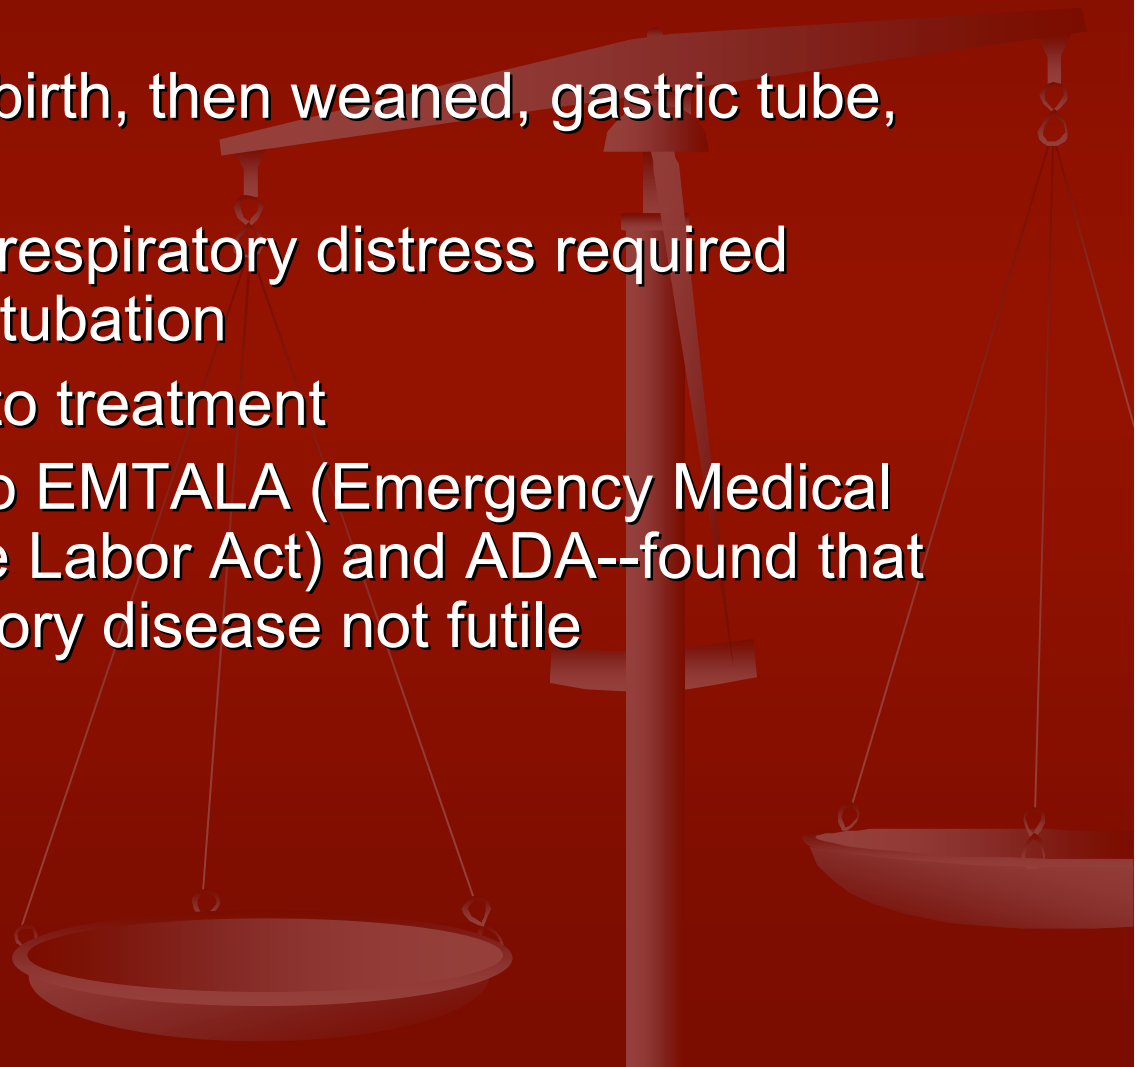 birth, then weaned, gastric tube,
respiratory distress required
tubation
to treatment
o EMTALA (Emergency Medical
e Labor Act) and ADA--found that
ory disease not futile